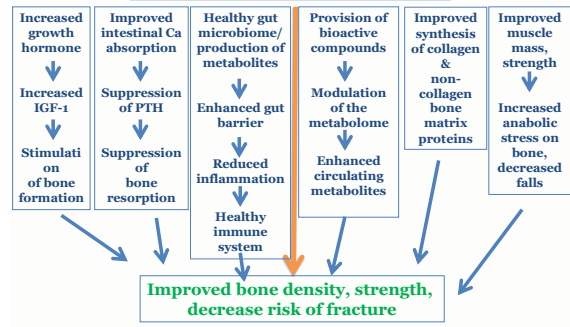 Increased
growth
hormone
Increased
IGF-1
Stimulati
on
of bone
formation
Improved
intestinal Ca
absorption
Suppression
of PTH
Suppression
of
bone
resorption
Healthy gut
microbiome/
production of
metabolites
Enhanced gut
barrier
Reduced
inflammation
Healthy
immune
system
Provision of
bioactive
compounds
Modulation
of the
metabolome
Enhanced
circulating
metabolites
Improved
synthesis
of collagen
&
non-
collagen
bone
matrix
proteins
Improved
muscle
mass,
strength
Increased
anabolic
stress on
bone,
decreased
falls
Improved bone density, strength,
decrease risk of fracture